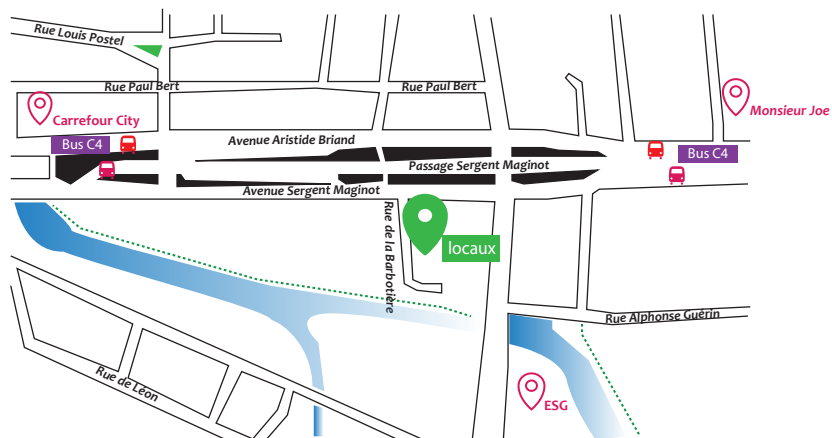 Rue Louis Postel
Rue Paul Bert
Rue Paul Bert
Carrefour City
Monsieur Joe
Bus C4
Avenue Aristide Briand
Bus C4
Passage Sergent Maginot
Avenue Sergent Maginot
Rue de la Barbotière
locaux
Rue Alphonse Guérin
Rue de Léon
ESG